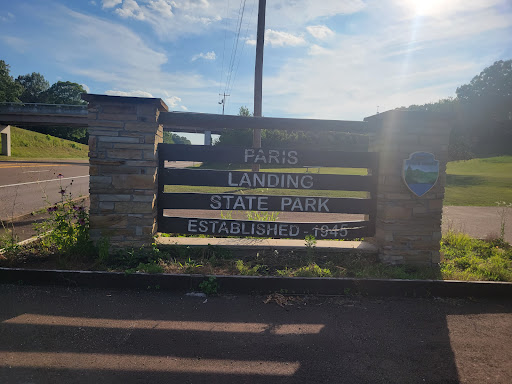 PARIS
LANDING
STATE PARK
ESTABLISHED - 1945